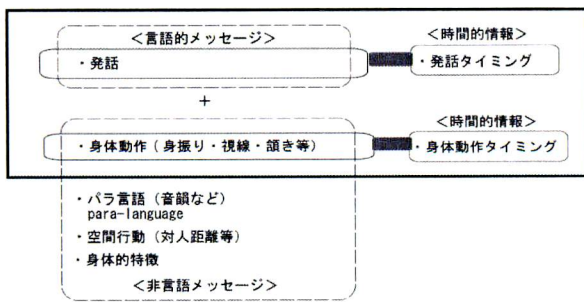 ＜言語的メッセージ＞
＜時間的情報＞
・発話
・発話タイミング
+
＜時間的情報＞
・身体動作（身振り・視線・頷き等）
・身体動作タイミング
・パラ言語（音韻など）
para-language
・空間行動（対人距離等）
・身体的特徴
＜非言語メッセージ＞